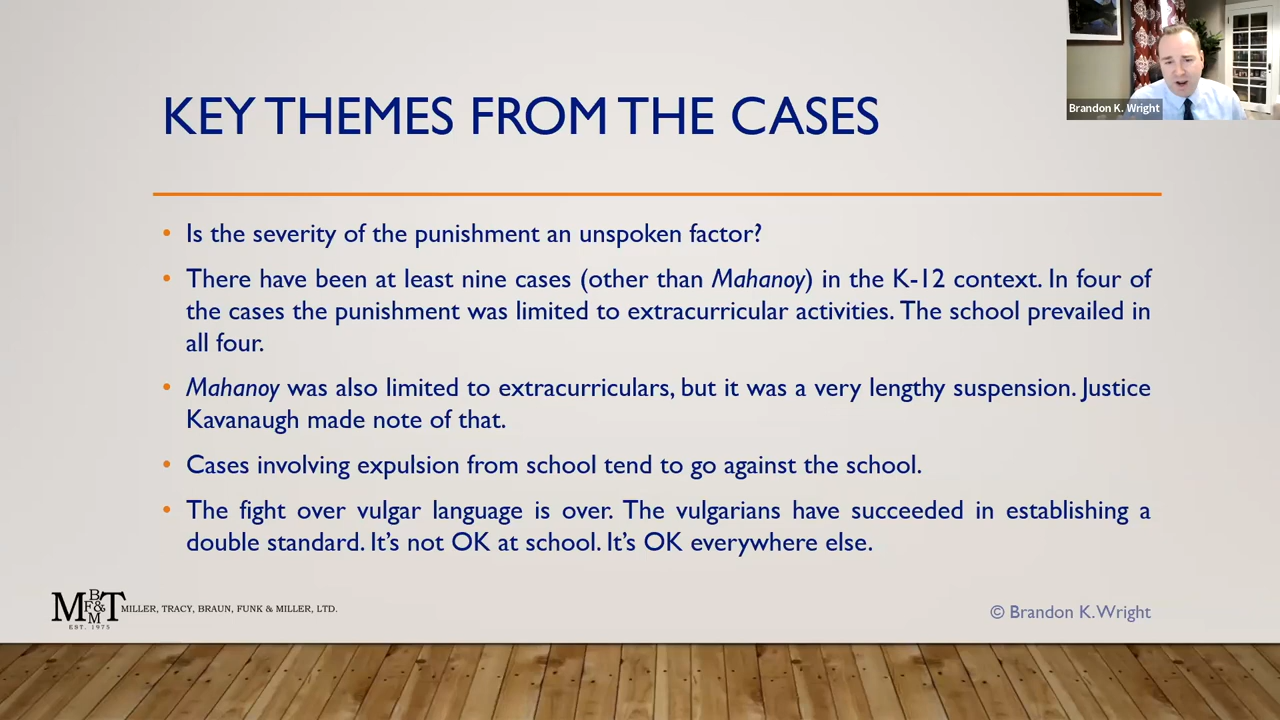 Brandon K. Wright
KEY THEMES FROM THE CASES
• Is the severity of the punishment an unspoken factor?
• There have been at least nine cases (other than Mahanoy) in the K-12 context. In four of
the cases the punishment was limited to extracurricular activities. The school prevailed in
all four.
• Mahanoy was also limited to extracurriculars, but it was a very lengthy suspension. Justice
Kavanaugh made note of that.
• Cases involving expulsion from school tend to go against the school.
• The fight over vulgar language is over. The vulgarians have succeeded in establishing a
double standard. It's not OK at school. It's OK everywhere else.
MBF&MT
EST. 1975
MILLER, TRACY, BRAUN, FUNK & MILLER, LTD.
© Brandon K. Wright